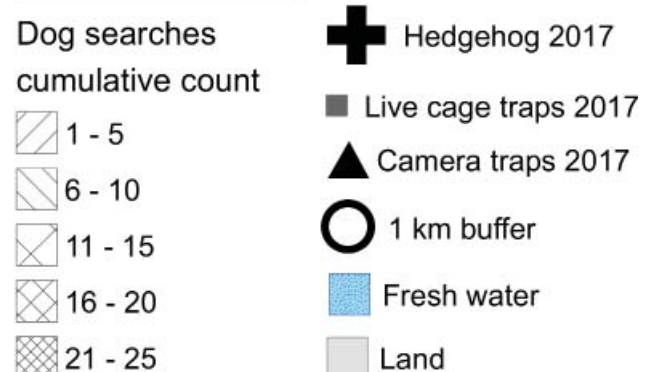 Dog searches
cumulative count
1 - 5
6 - 10
11 - 15
16 - 20
21 - 25
Hedgehog 2017
Live cage traps 2017
Camera traps 2017
1 km buffer
Fresh water
Land